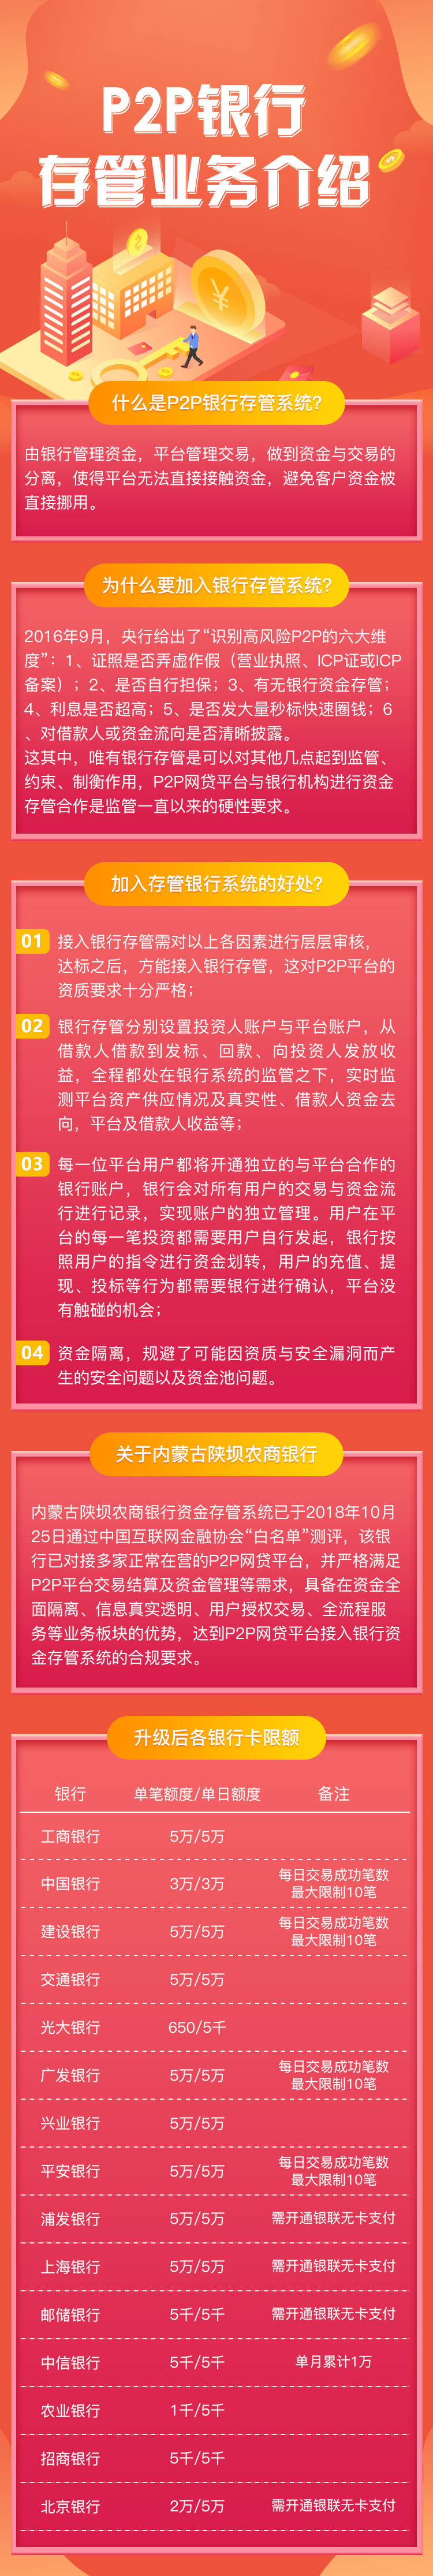 P2P银行
存管业务介绍
什么是P2P银行存管系统?
由银行管理资金，平台管理交易，做到资金与交易的
分离，使得平台无法直接接触资金，避免客户资金被
直接挪用。
为什么要加入银行存管系统?
2016年9月，央行给出了“识别高风险P2P的六大维
度”：1、证照是否弄虚作假（营业执照、ICP证或ICP
备案）；2、是否自行担保；3、有无银行资金存管；
4、利息是否超高；5、是否发大量秒标快速圈钱；6
、对借款人或资金流向是否清晰披露。
这其中，唯有银行存管是可以对其他几点起到监管、
约束、制衡作用，P2P网贷平台与银行机构进行资金
存管合作是监管一直以来的硬性要求。
加入存管银行系统的好处?
01 接入银行存管需对以上各因素进行层层审核，
达标之后，方能接入银行存管，这对P2P平台的
资质要求十分严格；
02 银行存管分别设置投资人账户与平台账户，从
借款人借款到发标、回款、向投资人发放收
益，全程都处在银行系统的监管之下，实时监
测平台资产供应情况及真实性、借款人资金去
向，平台及借款人收益等；
03 每一位平台用户都将开通独立的与平台合作的
银行账户，银行会对所有用户的交易与资金流
行进行记录，实现账户的独立管理。用户在平
台的每一笔投资都需要用户自行发起，银行按
照用户的指令进行资金划转，用户的充值、提
现、投标等行为都需要银行进行确认，平台没
有触碰的机会；
04 资金隔离，规避了可能因资质与安全漏洞而产
生的安全问题以及资金池问题。
关于内蒙古陕坝农商银行
内蒙古陕坝农商银行资金存管系统已于2018年10月
25日通过中国互联网金融协会“白名单”测评，该银
行已对接多家正常在营的P2P网贷平台，并严格满足
P2P平台交易结算及资金管理等需求，具备在资金全
面隔离、信息真实透明、用户授权交易、全流程服
务等业务板块的优势，达到P2P网贷平台接入银行资
金存管系统的合规要求。
升级后各银行卡限额
银行 单笔额度/单日额度 备注
工商银行 5万/5万
中国银行 3万/3万 每日交易成功笔数
最大限制10笔
建设银行 5万/5万 每日交易成功笔数
最大限制10笔
交通银行 5万/5万
光大银行 650/5千
广发银行 5万/5万 每日交易成功笔数
最大限制10笔
兴业银行 5万/5万
平安银行 5万/5万 每日交易成功笔数
最大限制10笔
浦发银行 5万/5万 需开通银联无卡支付
上海银行 5万/5万 需开通银联无卡支付
邮储银行 5千/5千 需开通银联无卡支付
中信银行 5千/5千 单月累计1万
农业银行 1千/5千
招商银行 5千/5千
北京银行 2万/5万 需开通银联无卡支付